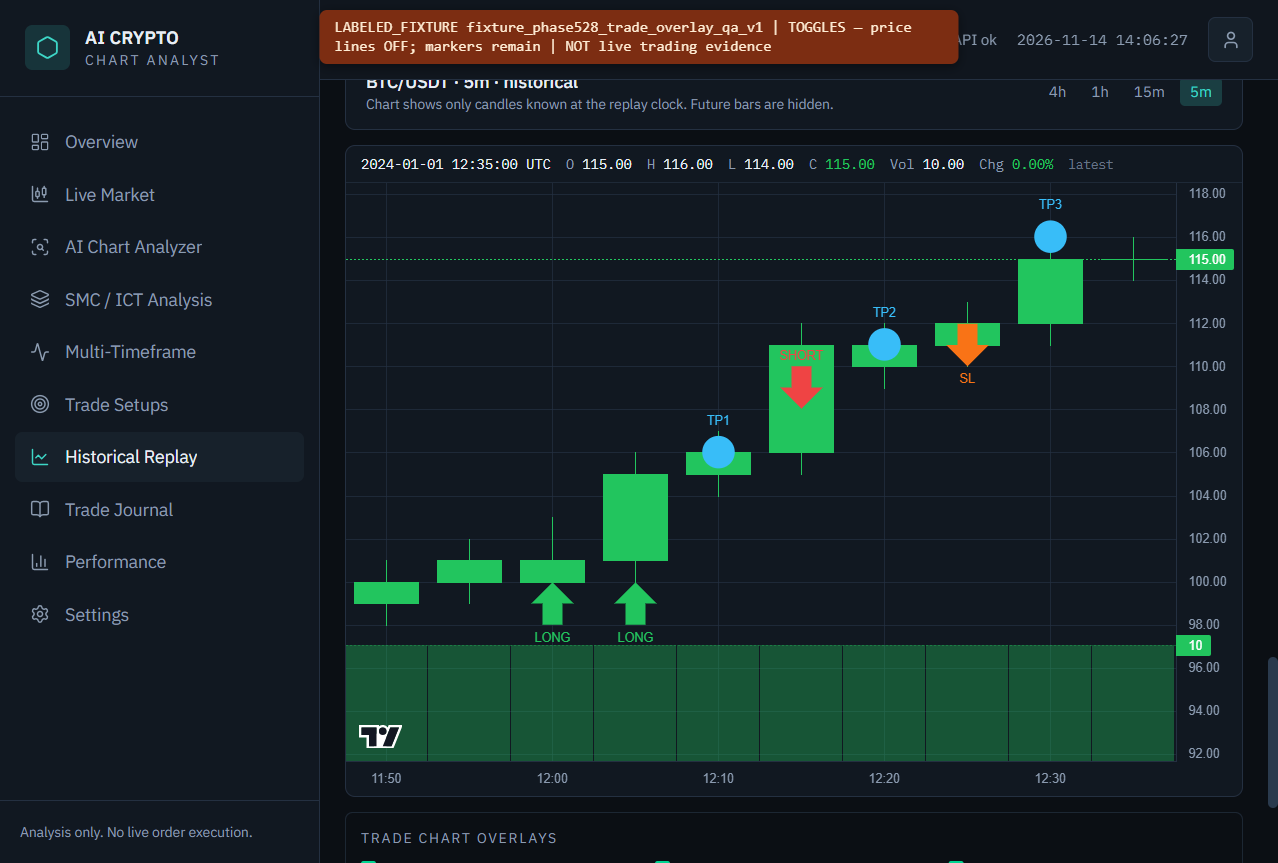 AI CRYPTO
CHART ANALYST
LABELED_FIXTURE fixture_phase528_trade_overlay_qa_v1 | TOGGLES — price
lines OFF; markers remain | NOT live trading evidence
API ok
2026-11-14 14:06:27
Overview
Live Market
AI Chart Analyzer
SMC / ICT Analysis
Multi-Timeframe
Trade Setups
Historical Replay
Trade Journal
Performance
Settings
Analysis only. No live order execution.
BTC/USDT · 5m · historical
Chart shows only candles known at the replay clock. Future bars are hidden.
4h 1h 15m 5m
2024-01-01 12:35:00 UTC O 115.00 H 116.00 L 114.00 C 115.00 Vol 10.00 Chg 0.00% latest
118.00
TP3
116.00
115.00
114.00
TP2
112.00
SHORT
110.00
SL
108.00
TP1
106.00
104.00
102.00
100.00
98.00
LONG LONG
10
96.00
94.00
92.00
11:50 12:00 12:10 12:20 12:30
TRADE CHART OVERLAYS